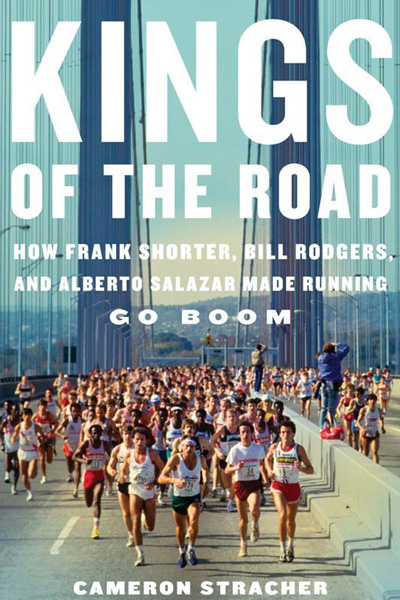 KINGS
OF THE ROAD
HOW FRANK SHORTER, BILL RODGERS,
AND ALBERTO SALAZAR MADE RUNNING
GO BOOM
CAMERON STRACHER